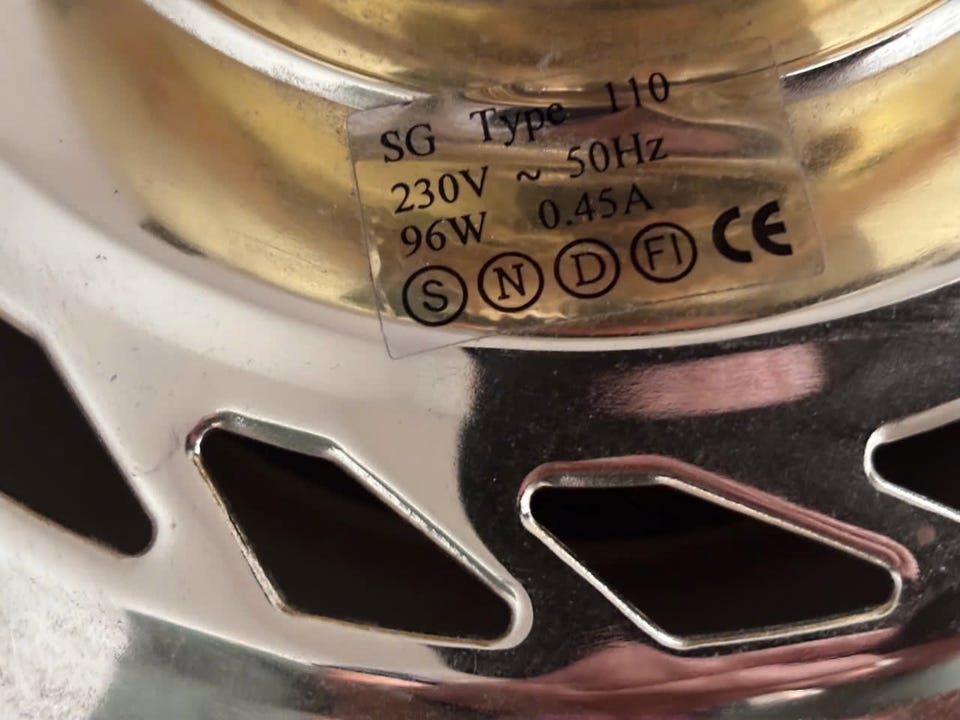 SG Type 110
230V ~ 50Hz
96W 0.45A
S N D FI CE